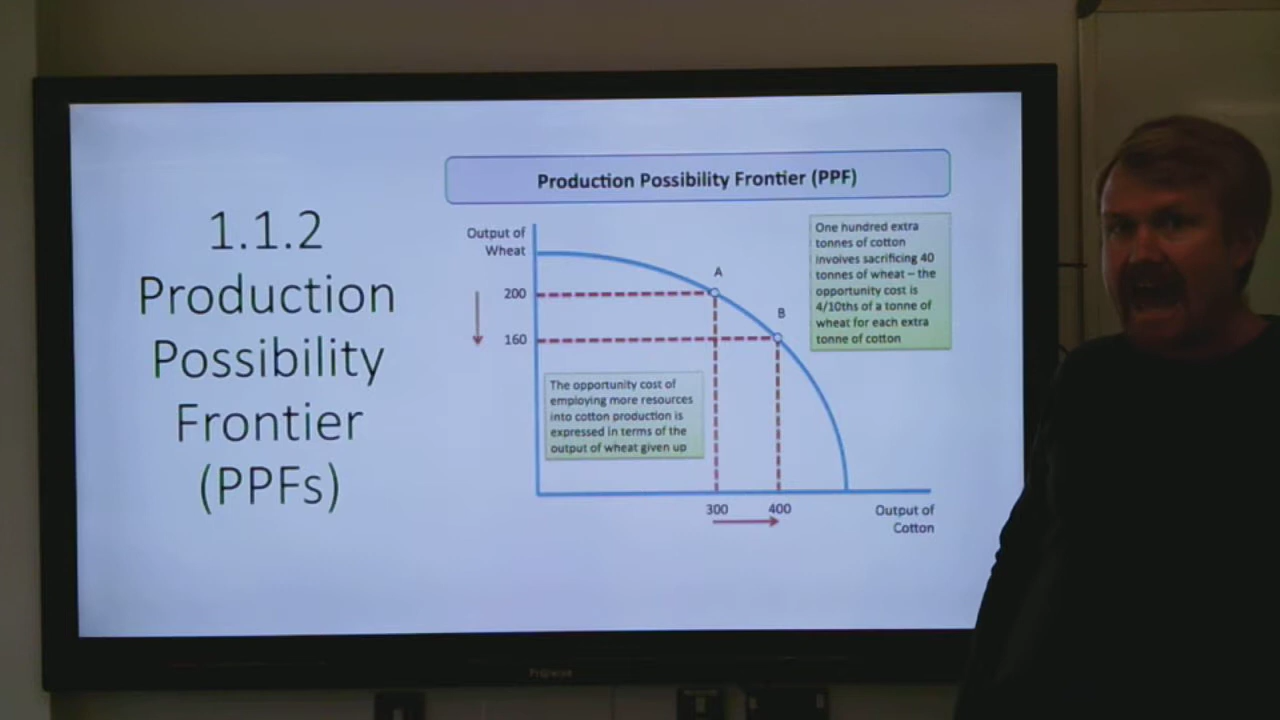 1.1.2
Production
Possibility
Frontier
(PPFs)
Production Possibility Frontier (PPF)
Output of
Wheat
200
160
A
B
One hundred extra
tonnes of cotton
involves sacrificing 40
tonnes of wheat – the
opportunity cost is
4/10ths of a tonne of
wheat for each extra
tonne of cotton
The opportunity cost of
employing more resources
into cotton production is
expressed in terms of the
output of wheat given up
300
400
Output of
Cotton